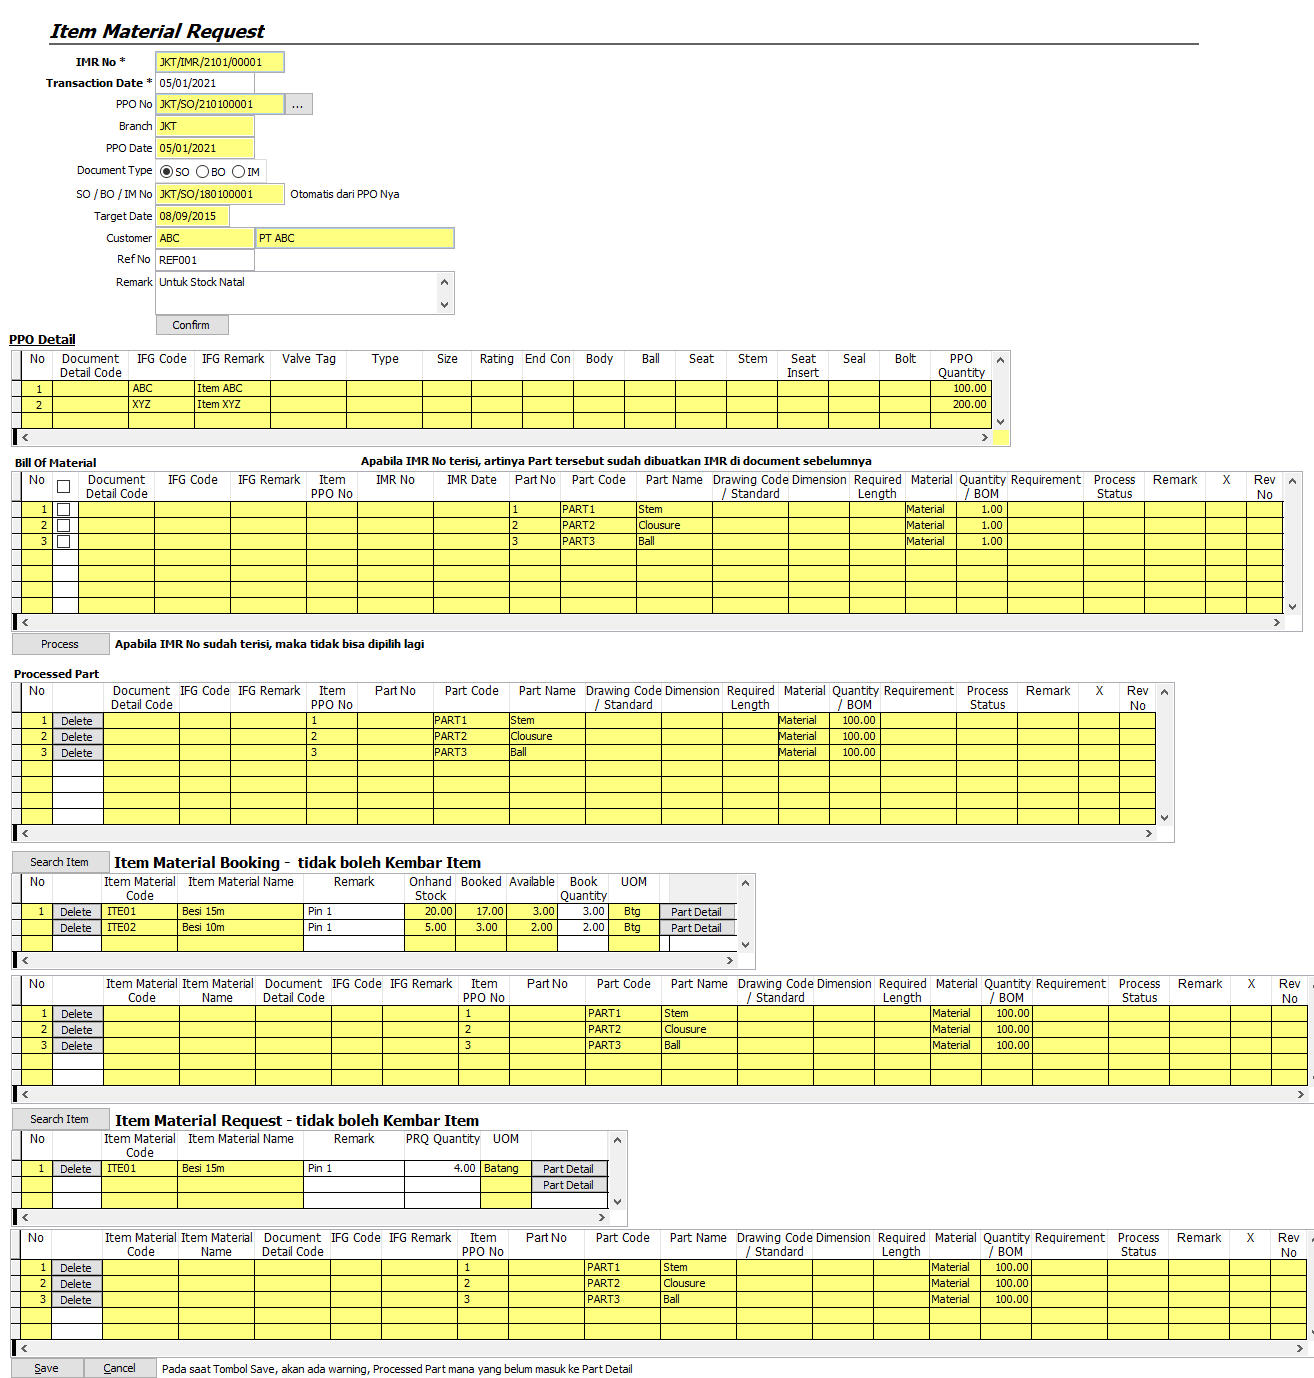 Item Material Request
IMR No * JKT/IMR/2101/00001
Transaction Date * 05/01/2021
PPO No JKT/SO/210100001 ...
Branch JKT
PPO Date 05/01/2021
Document Type SO BO IM
SO / BO / IM No JKT/SO/180100001 Otomatis dari PPO Nya
Target Date 08/09/2015
Customer ABC PT ABC
Ref No REF001
Remark Untuk Stock Natal
Confirm
PPO Detail
No Document IFG Code IFG Remark Valve Tag Type Size Rating End Con Body Ball Seat Stem Seat Seal Bolt PPO
Detail Code Insert Quantity
1 ABC Item ABC 100.00
2 XYZ Item XYZ 200.00
Bill Of Material Apabila IMR No terisi, artinya Part tersebut sudah dibuatkan IMR di document sebelumnya
No Document IFG Code IFG Remark Item IMR No IMR Date Part No Part Code Part Name Drawing Code Dimension Required Material Quantity Requirement Process Remark X Rev
Detail Code PPO No / Standard Length / BOM Status No
1 1 PART1 Stem Material 1.00
2 2 PART2 Clousure Material 1.00
3 3 PART3 Ball Material 1.00
Process Apabila IMR No sudah terisi, maka tidak bisa dipilih lagi
Processed Part
No Document IFG Code IFG Remark Item Part No Part Code Part Name Drawing Code Dimension Required Material Quantity Requirement Process Remark X Rev
Detail Code PPO No / Standard Length / BOM Status No
1 Delete 1 PART1 Stem Material 100.00
2 Delete 2 PART2 Clousure Material 100.00
3 Delete 3 PART3 Ball Material 100.00
Search Item Item Material Booking - tidak boleh Kembar Item
No Item Material Item Material Name Remark Onhand Booked Available Book UOM
Code Stock Quantity
1 Delete ITE01 Besi 15m Pin 1 20.00 17.00 3.00 3.00 Btg Part Detail
Delete ITE02 Besi 10m Pin 1 5.00 3.00 2.00 2.00 Btg Part Detail
No Item Material Item Material Document IFG Code IFG Remark Item Part No Part Code Part Name Drawing Code Dimension Required Material Quantity Requirement Process Remark X Rev
Code Name Detail Code PPO No / Standard Length / BOM Status No
1 Delete 1 PART1 Stem Material 100.00
2 Delete 2 PART2 Clousure Material 100.00
3 Delete 3 PART3 Ball Material 100.00
Search Item Item Material Request - tidak boleh Kembar Item
No Item Material Item Material Name Remark PRQ Quantity UOM
Code
1 Delete ITE01 Besi 15m Pin 1 4.00 Batang Part Detail
Part Detail
No Item Material Item Material Document IFG Code IFG Remark Item Part No Part Code Part Name Drawing Code Dimension Required Material Quantity Requirement Process Remark X Rev
Code Name Detail Code PPO No / Standard Length / BOM Status No
1 Delete 1 PART1 Stem Material 100.00
2 Delete 2 PART2 Clousure Material 100.00
3 Delete 3 PART3 Ball Material 100.00
Save Cancel Pada saat Tombol Save, akan ada warning, Processed Part mana yang belum masuk ke Part Detail